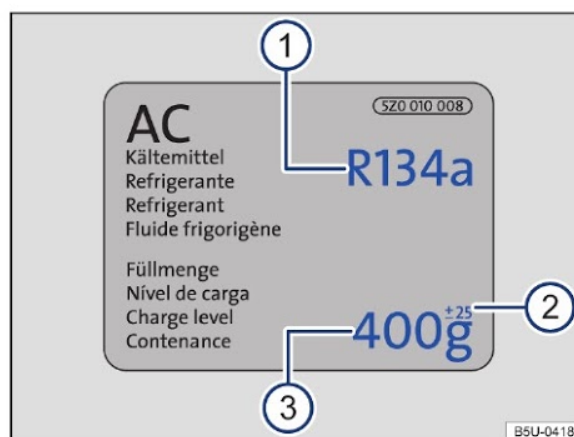 1
5Z0 010 008
AC
Kältemittel
Refrigerante
Refrigerant
Fluide frigorigène
R134a
Füllmenge
Nível de carga
Charge level
Contenance
400g ±25
2
3
B5U-0418